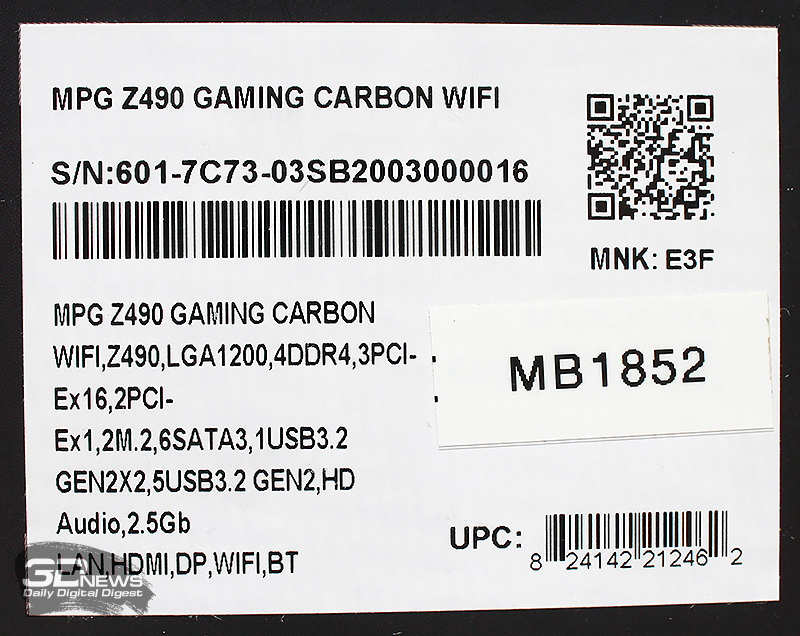 MPG Z490 GAMING CARBON WIFI
S/N:601-7C73-03SB2003000016
MNK: E3F
MPG Z490 GAMING CARBON
WIFI,Z490,LGA1200,4DDR4,3PCI-
Ex16,2PCI-
Ex1,2M.2,6SATA3,1USB3.2
GEN2X2,5USB3.2 GEN2,HD
Audio,2.5Gb
LAN,HDMI,DP,WIFI,BT
MB1852
UPC:
8 24142 21246 2
3DNEWS
Daily Digital Digest